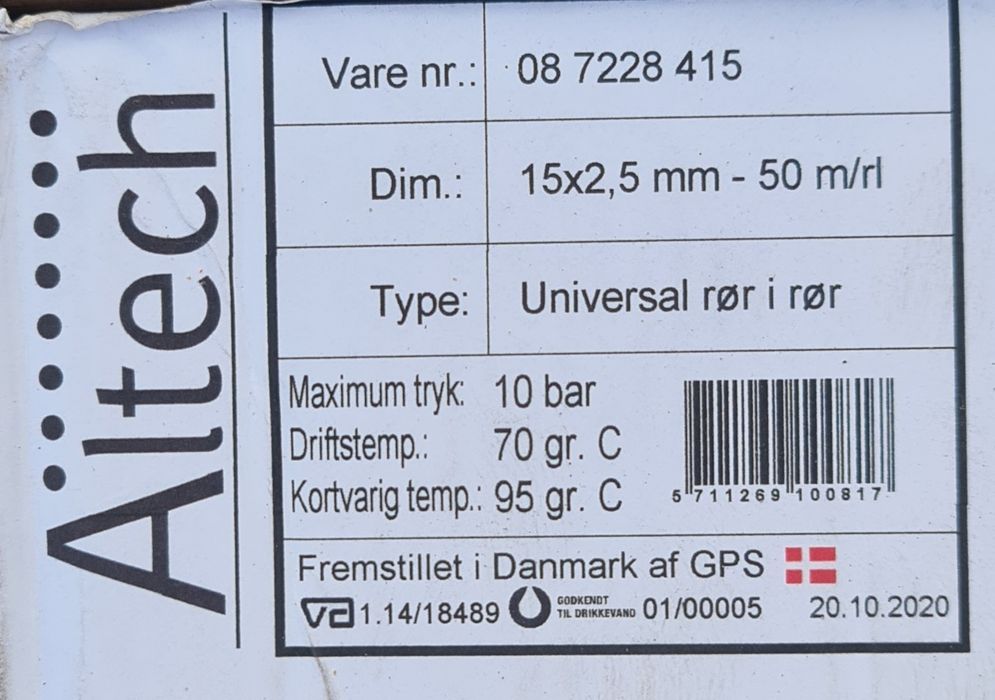 Altech
Vare nr.: 08 7228 415
Dim.: 15x2,5 mm - 50 m/rl
Type: Universal rør i rør
Maximum tryk: 10 bar
Driftstemp.: 70 gr. C
Kortvarig temp.: 95 gr. C
5 711269 100817
Fremstillet i Danmark af GPS
va 1.14/18489 GODKENDT TIL DRIKKEVAND 01/00005 20.10.2020